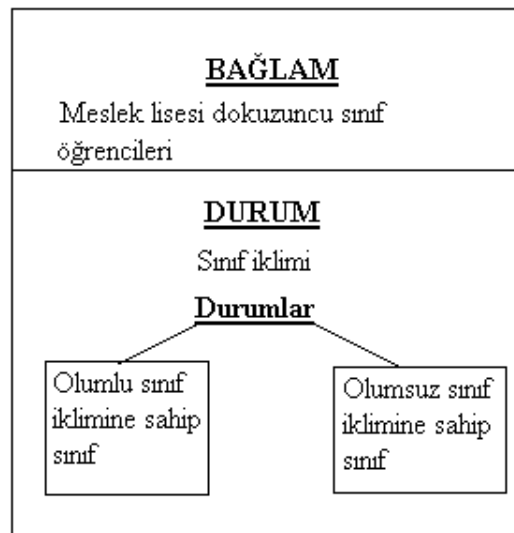 BAĞLAM
Meslek lisesi dokuzuncu sınıf
öğrencileri
DURUM
Sınıf iklimi
Durumlar
Olumlu sınıf
iklimine sahip
sınıf
Olumsuz sınıf
iklimine sahip
sınıf